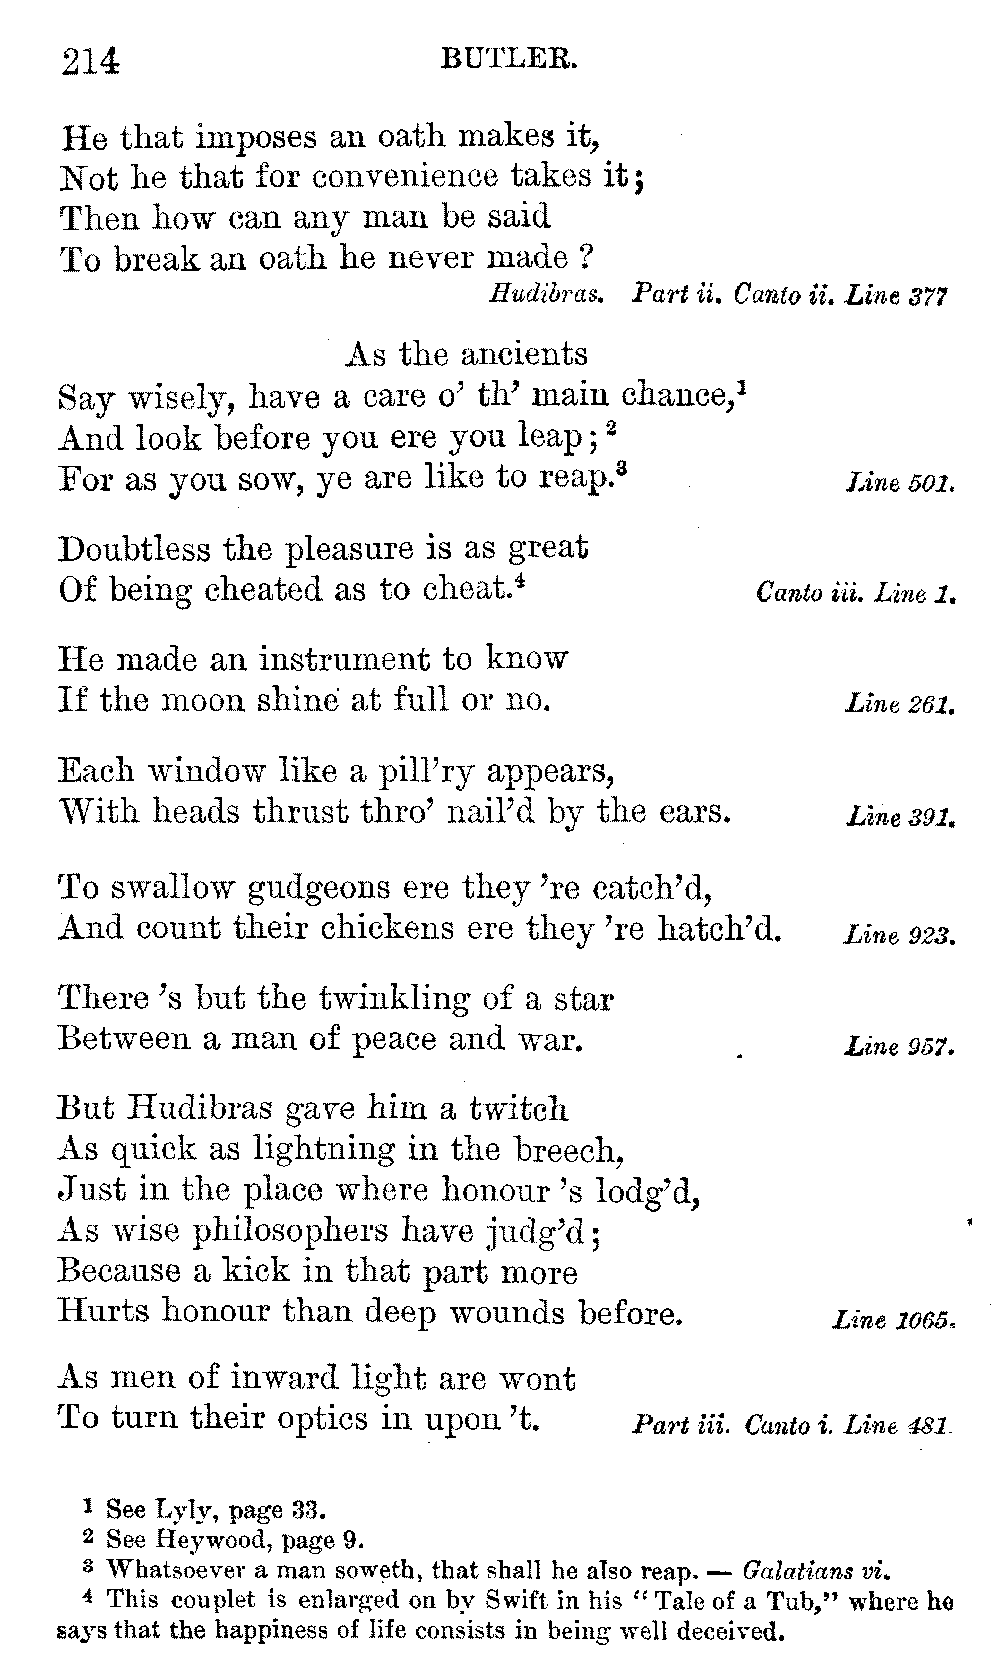 214 BUTLER.
He that imposes an oath makes it,
Not he that for convenience takes it;
Then how can any man be said
To break an oath he never made ?
Hudibras. Part ii. Canto ii. Line 377
As the ancients
Say wisely, have a care o' th' main chance,¹
And look before you ere you leap; ²
For as you sow, ye are like to reap.³ Line 501.
Doubtless the pleasure is as great
Of being cheated as to cheat.⁴ Canto iii. Line 1.
He made an instrument to know
If the moon shine at full or no. Line 261.
Each window like a pill'ry appears,
With heads thrust thro' nail'd by the ears. Line 391.
To swallow gudgeons ere they 're catch'd,
And count their chickens ere they 're hatch'd. Line 923.
There 's but the twinkling of a star
Between a man of peace and war. Line 957.
But Hudibras gave him a twitch
As quick as lightning in the breech,
Just in the place where honour 's lodg'd,
As wise philosophers have judg'd;
Because a kick in that part more
Hurts honour than deep wounds before. Line 1065.
As men of inward light are wont
To turn their optics in upon 't. Part iii. Canto i. Line 481.
¹ See Lyly, page 33.
² See Heywood, page 9.
³ Whatsoever a man soweth, that shall he also reap. — Galatians vi.
⁴ This couplet is enlarged on by Swift in his "Tale of a Tub," where he
says that the happiness of life consists in being well deceived.